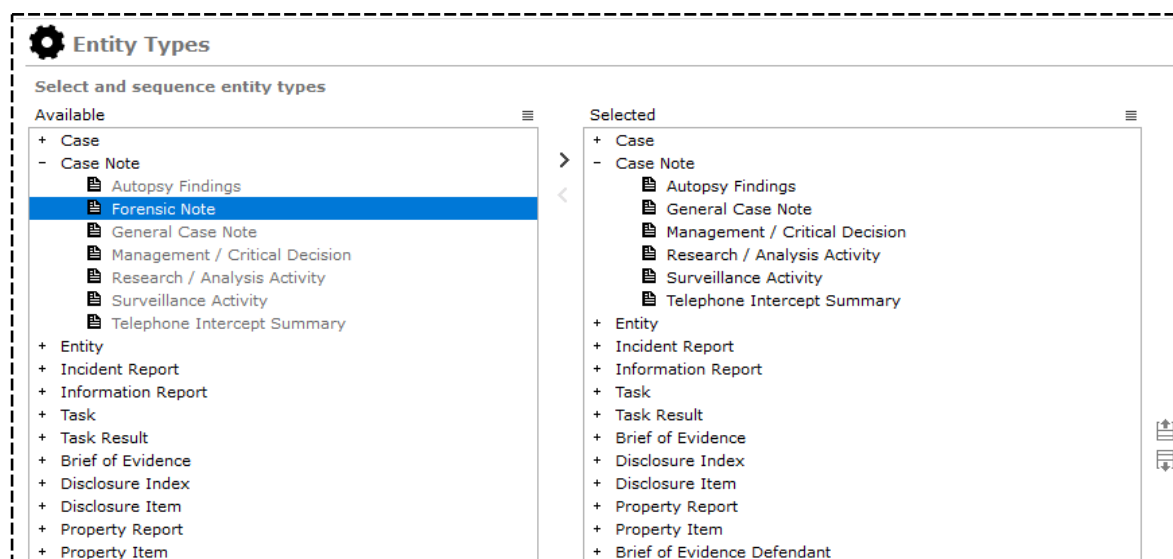 Entity Types
Select and sequence entity types
Available
+ Case
- Case Note
Autopsy Findings
Forensic Note
General Case Note
Management / Critical Decision
Research / Analysis Activity
Surveillance Activity
Telephone Intercept Summary
+ Entity
+ Incident Report
+ Information Report
+ Task
+ Task Result
+ Brief of Evidence
+ Disclosure Index
+ Disclosure Item
+ Property Report
+ Property Item
Selected
+ Case
- Case Note
Autopsy Findings
General Case Note
Management / Critical Decision
Research / Analysis Activity
Surveillance Activity
Telephone Intercept Summary
+ Entity
+ Incident Report
+ Information Report
+ Task
+ Task Result
+ Brief of Evidence
+ Disclosure Index
+ Disclosure Item
+ Property Report
+ Property Item
+ Brief of Evidence Defendant